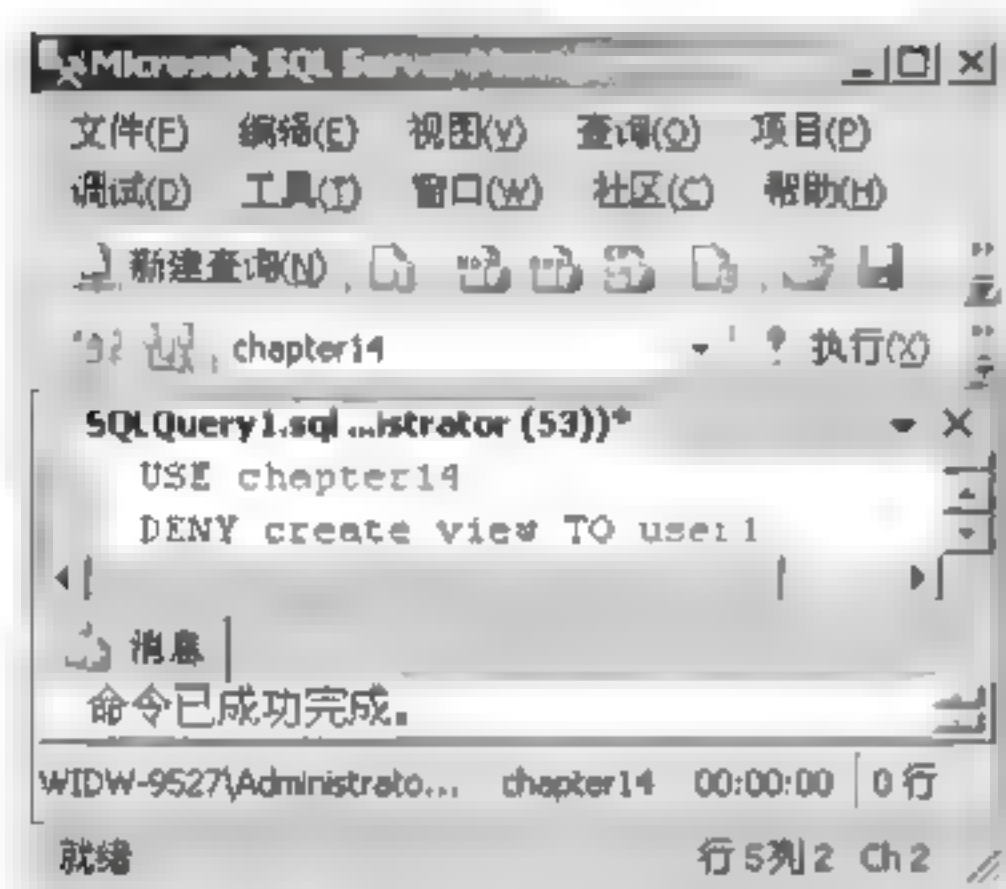 Microsoft SQL Server
文件(F) 编辑(E) 视图(V) 查询(Q) 项目(P)
调试(D) 工具(T) 窗口(W) 社区(C) 帮助(H)
新建查询(N)
chapter14 执行(X)
SQLQuery1.sql ...istrator (53))*
USE chapter14
DENY create view TO user1
消息
命令已成功完成。
WIDW-9527\Administrato... chapter14 00:00:00 0 行
就绪 行 5 列 2 Ch 2